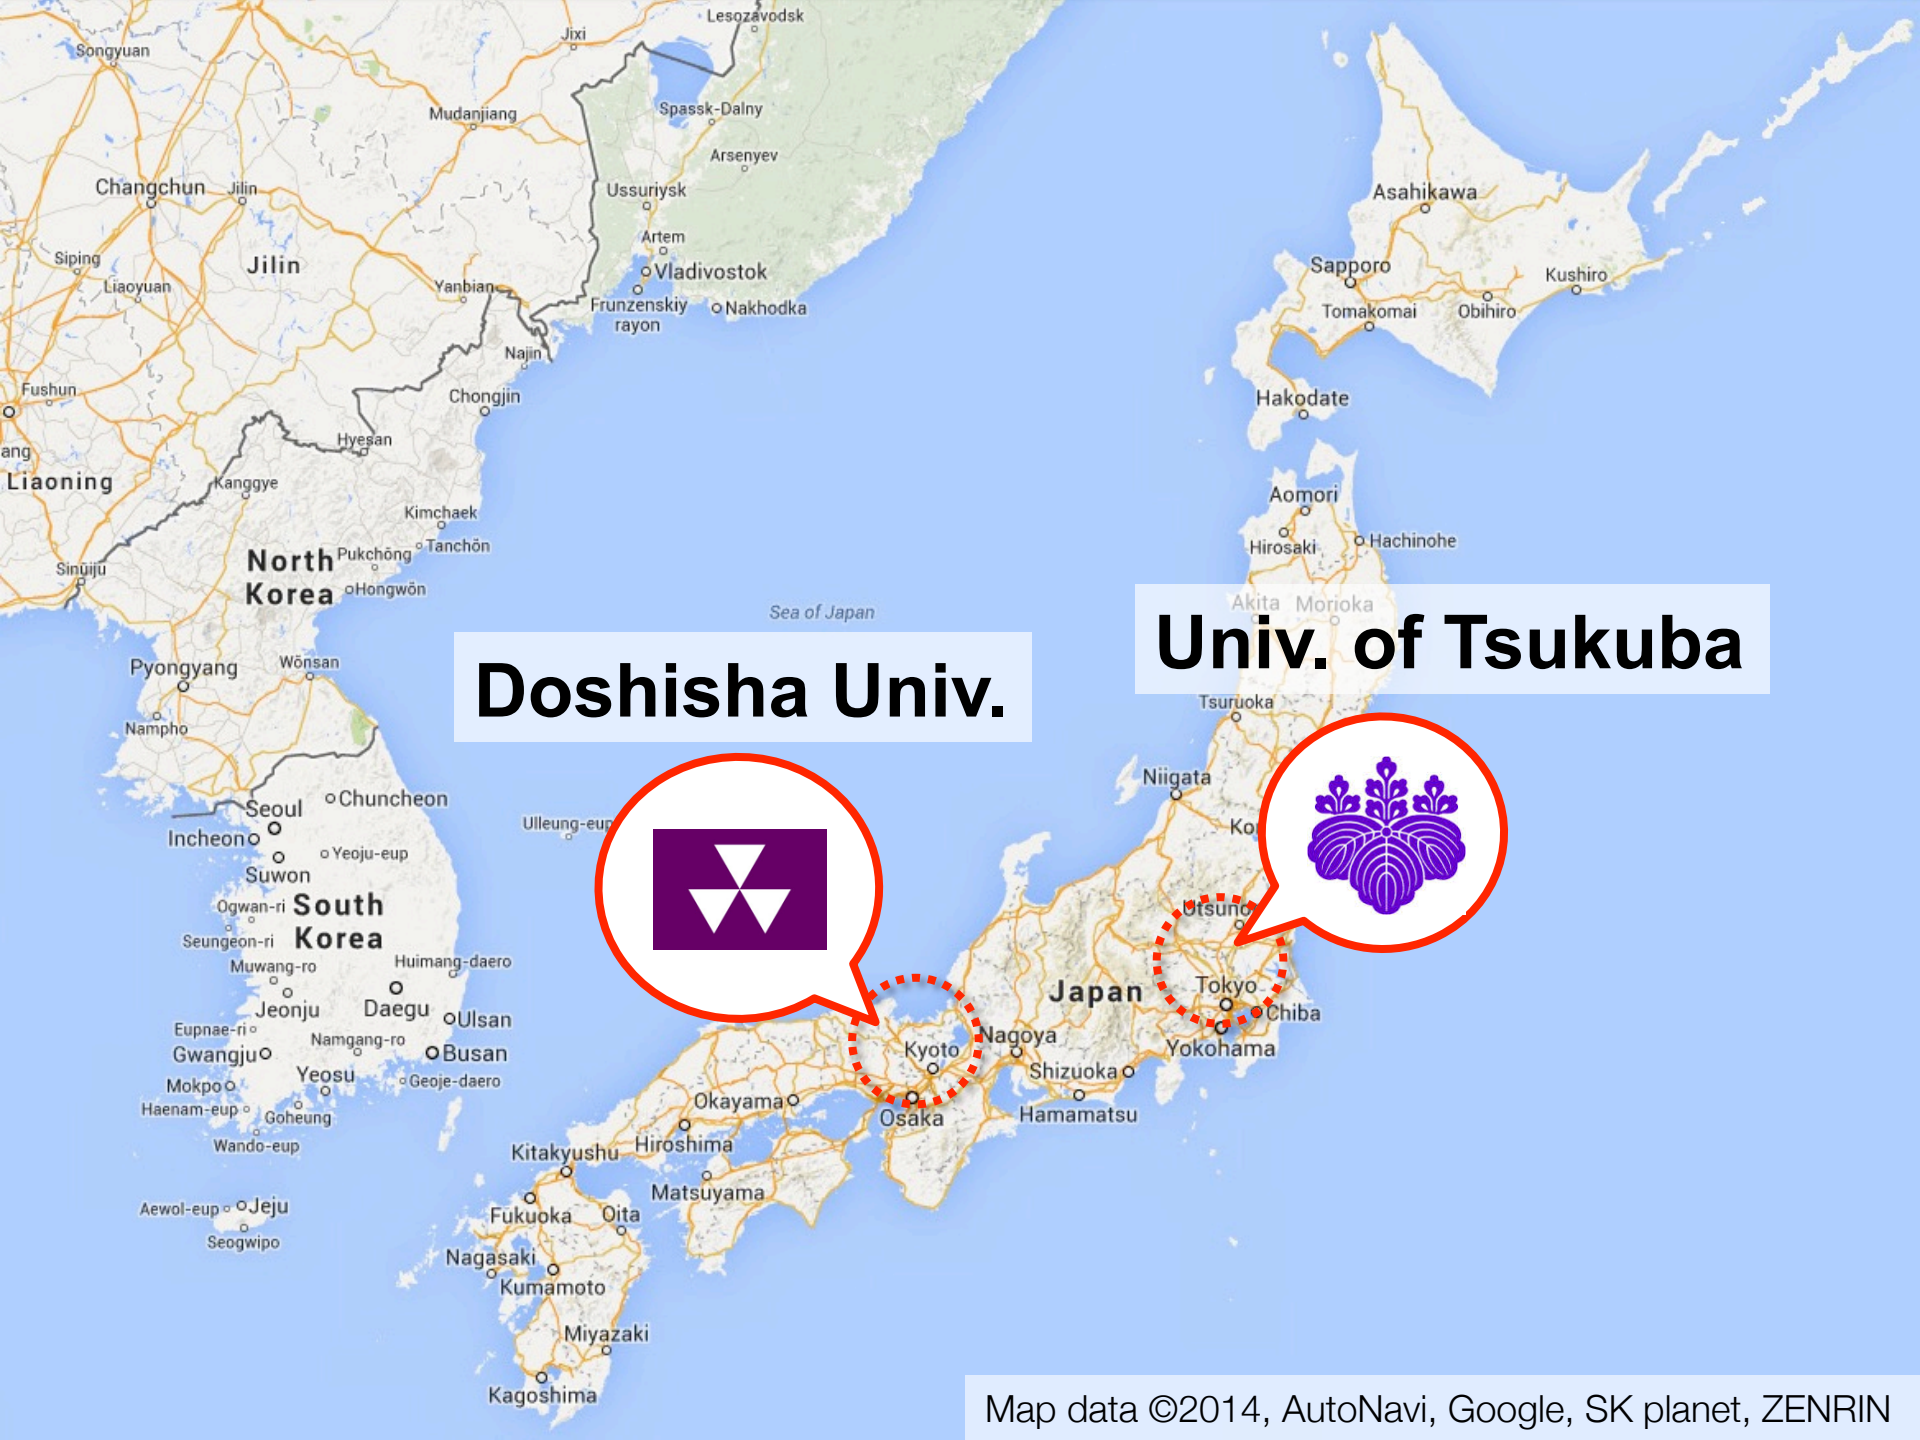 Lesozavodsk
Jixi
Songyuan
Spassk-Dalny
Mudanjiang
Arsenyev
Changchun
Jilin
Ussuriysk
Asahikawa
Artem
Siping
Jilin
Vladivostok
Sapporo
Kushiro
Liaoyuan
Yanbian
Frunzenskiy
rayon
Nakhodka
Tomakomai
Obihiro
Najin
Fushun
Chongjin
Hakodate
Hyesan
ang
Liaoning
Kanggye
Aomori
Kimchaek
Hirosaki
Hachinohe
North
Korea
Pukchŏng
Tanchŏn
Sinŭiju
Hongwŏn
Akita
Morioka
Sea of Japan
Univ. of Tsukuba
Pyongyang
Wŏnsan
Doshisha Univ.
Tsuruoka
Nampho
Niigata
Seoul
Chuncheon
Ulleung-eup
Ko
Incheon
Yeoju-eup
Suwon
Ogwan-ri
South
Korea
Utsuno
Seungeon-ri
Muwang-ro
Huimang-daero
Japan
Tokyo
Jeonju
Daegu
Ulsan
Chiba
Eupnae-ri
Namgang-ro
Nagoya
Gwangju
Busan
Kyoto
Yokohama
Mokpo
Yeosu
Geoje-daero
Shizuoka
Haenam-eup
Goheung
Okayama
Osaka
Hamamatsu
Wando-eup
Kitakyushu
Hiroshima
Matsuyama
Aewol-eup
Jeju
Fukuoka
Oita
Seogwipo
Nagasaki
Kumamoto
Miyazaki
Kagoshima
Map data ©2014, AutoNavi, Google, SK planet, ZENRIN